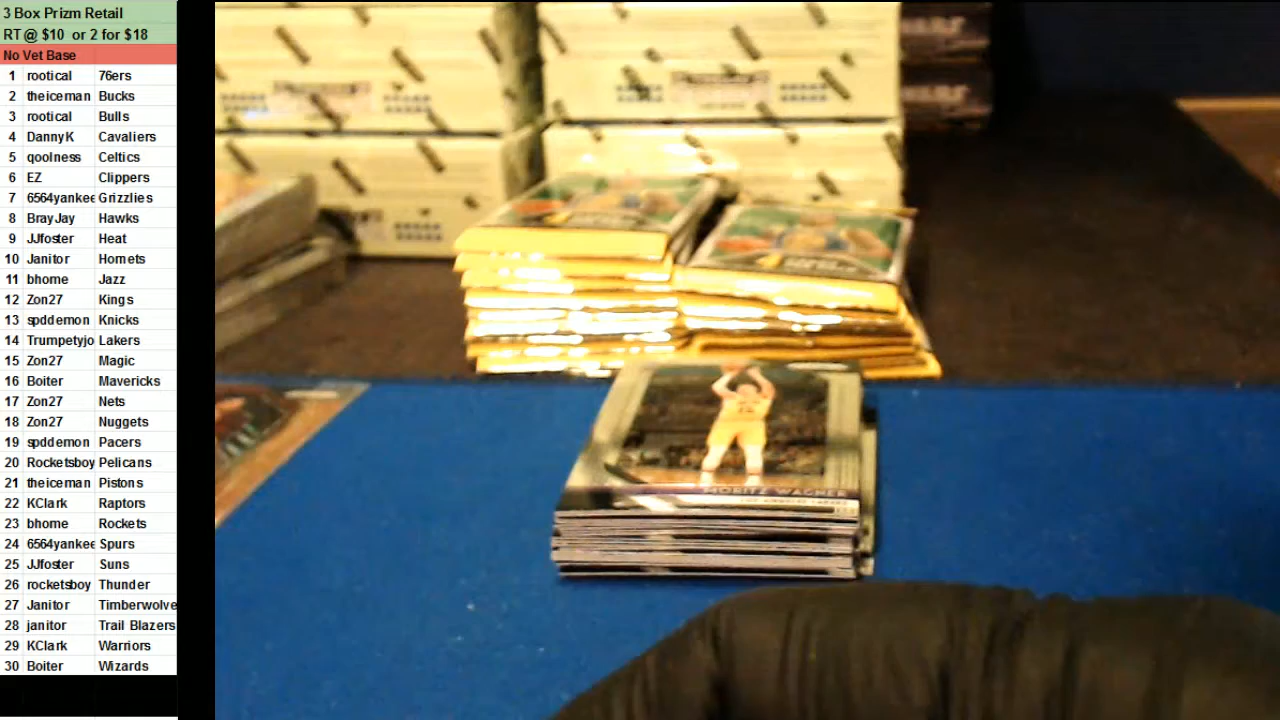 3 Box Prizm Retail
RT @ $10 or 2 for $18
No Vet Base
1 rootical 76ers
2 theiceman Bucks
3 rootical Bulls
4 DannyK Cavaliers
5 qoolness Celtics
6 EZ Clippers
7 6564yankee Grizzlies
8 BrayJay Hawks
9 JJfoster Heat
10 Janitor Hornets
11 bhome Jazz
12 Zon27 Kings
13 spddemon Knicks
14 Trumpetyjo Lakers
15 Zon27 Magic
16 Boiter Mavericks
17 Zon27 Nets
18 Zon27 Nuggets
19 spddemon Pacers
20 Rocketsboy Pelicans
21 theiceman Pistons
22 KClark Raptors
23 bhome Rockets
24 6564yankee Spurs
25 JJfoster Suns
26 rocketsboy Thunder
27 Janitor Timberwolve
28 janitor Trail Blazers
29 KClark Warriors
30 Boiter Wizards
MORITZ WAGNER
LOS ANGELES LAKERS